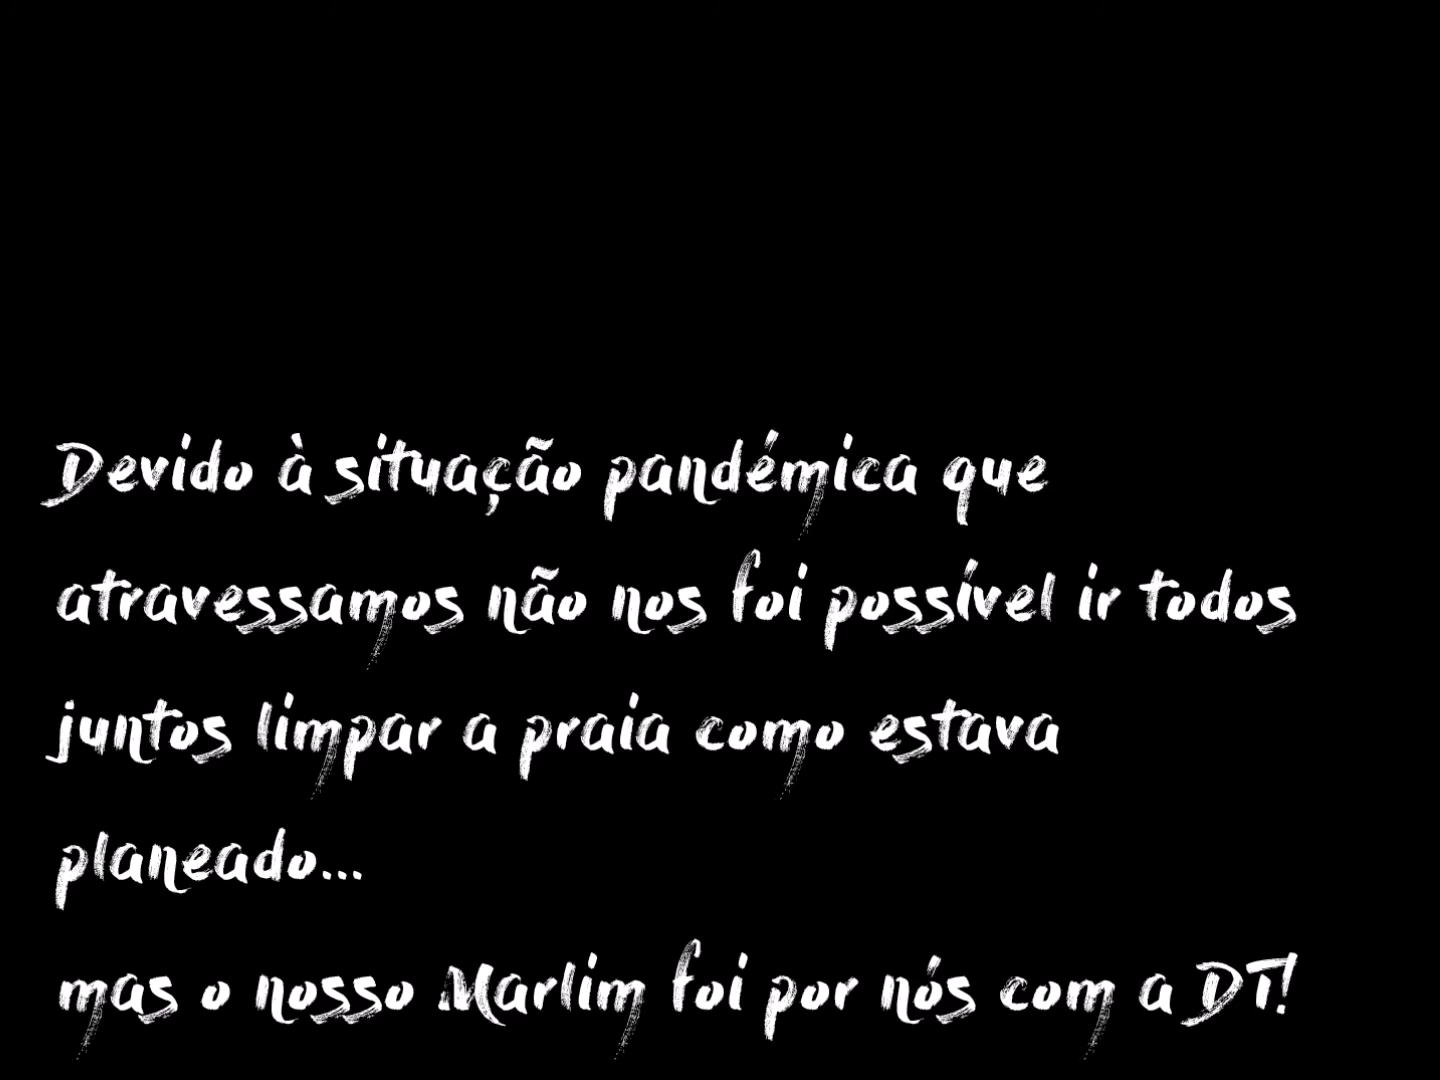 Devido à situação pandémica que
atravessamos não nos foi possível ir todos
juntos limpar a praia como estava
planeado...
mas o nosso Marlim foi por nós com a DT!